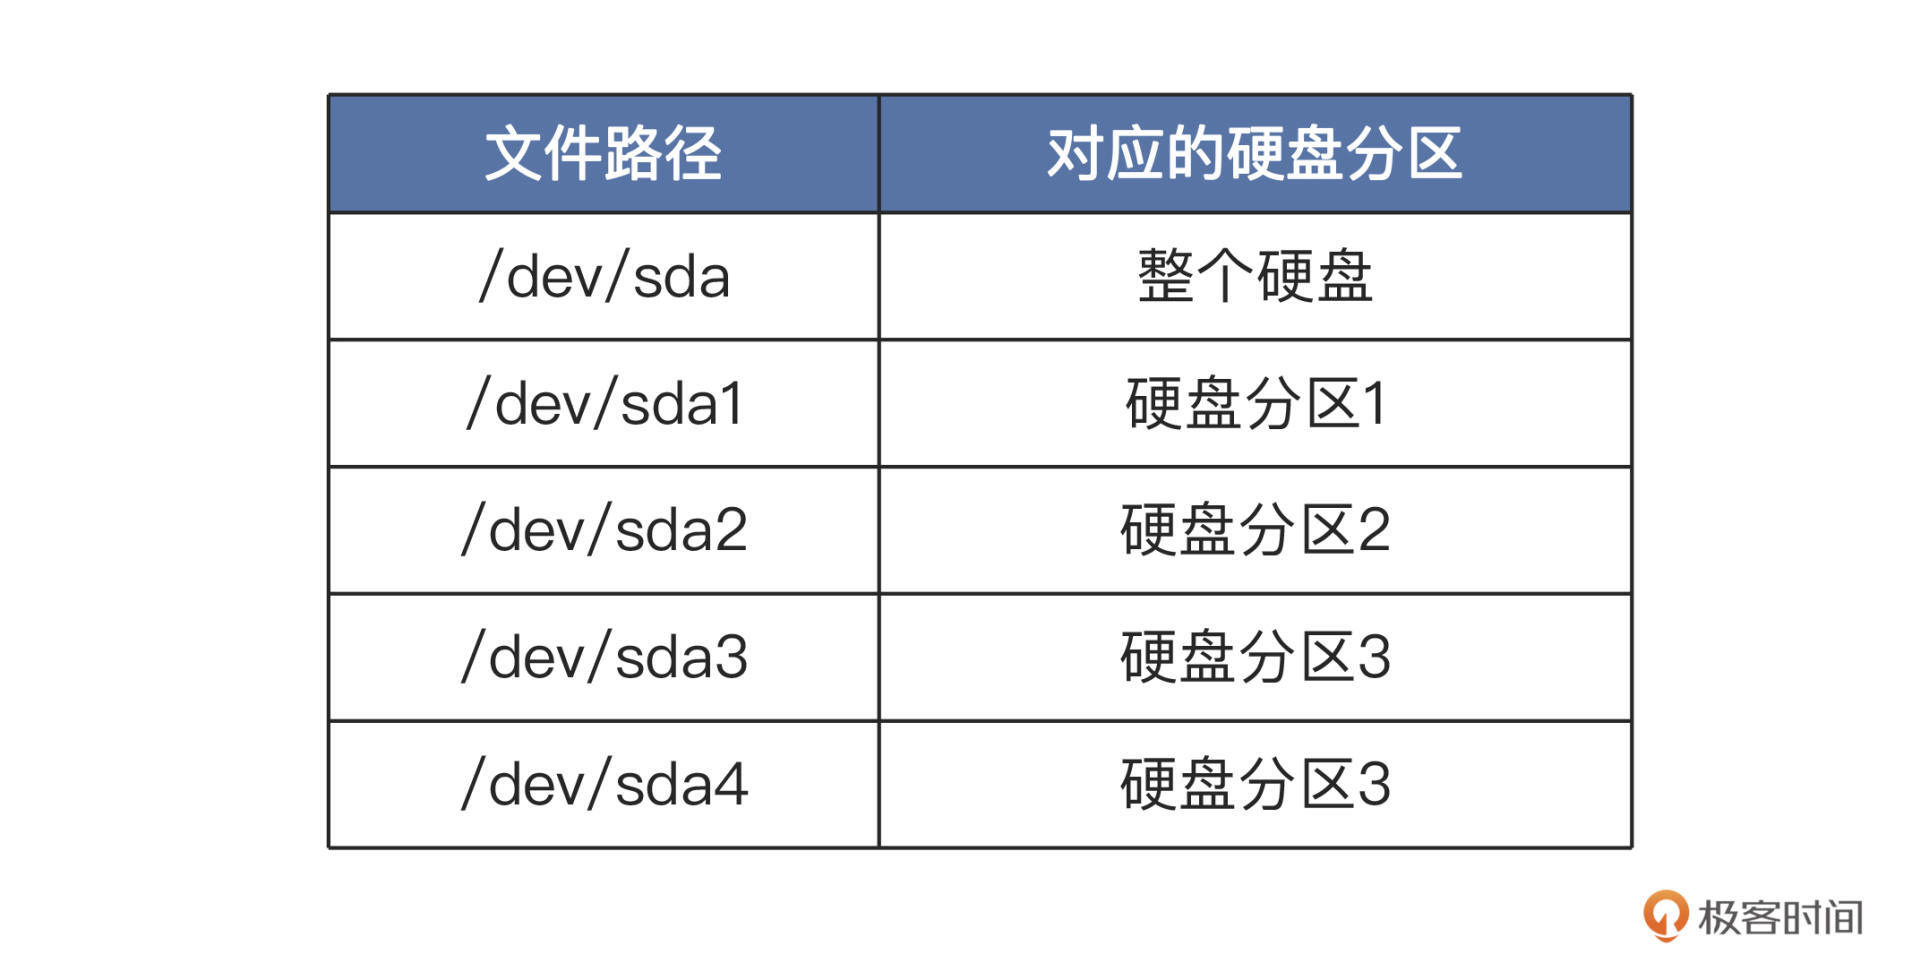 文件路径 对应的硬盘分区
/dev/sda 整个硬盘
/dev/sda1 硬盘分区1
/dev/sda2 硬盘分区2
/dev/sda3 硬盘分区3
/dev/sda4 硬盘分区3
极客时间